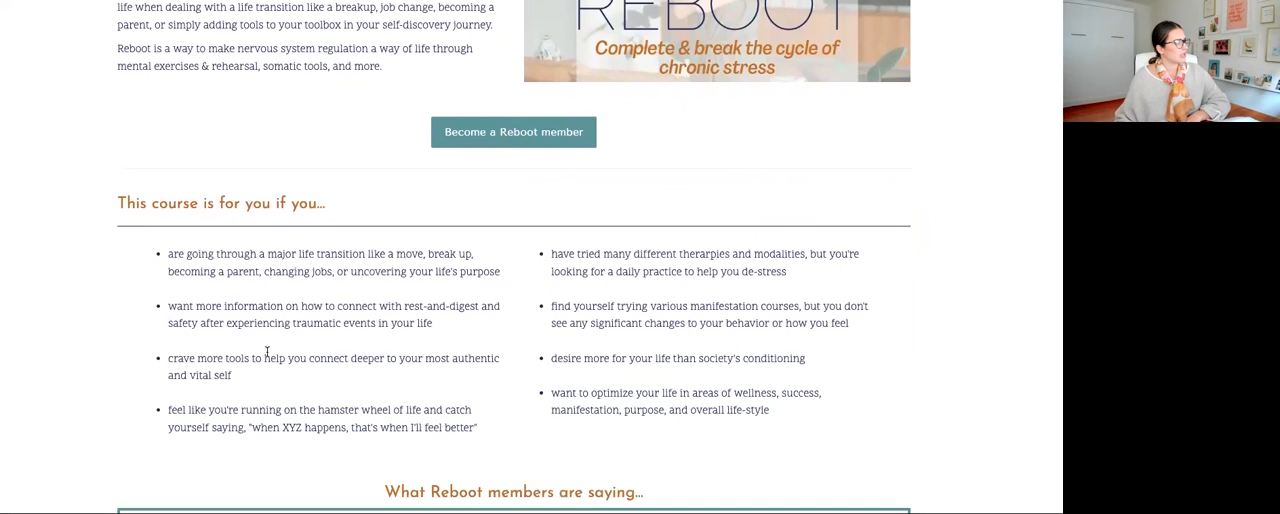 life when dealing with a life transition like a breakup, job change, becoming a
parent, or simply adding tools to your toolbox in your self-discovery journey.
Reboot is a way to make nervous system regulation a way of life through
mental exercises & rehearsal, somatic tools, and more.
REBOOT
Complete & break the cycle of
chronic stress
Become a Reboot member
This course is for you if you...
• are going through a major life transition like a move, break up,
becoming a parent, changing jobs, or uncovering your life's purpose
• want more information on how to connect with rest-and-digest and
safety after experiencing traumatic events in your life
• crave more tools to help you connect deeper to your most authentic
and vital self
• feel like you're running on the hamster wheel of life and catch
yourself saying, "when XYZ happens, that's when I'll feel better"
• have tried many different therarpies and modalities, but you're
looking for a daily practice to help you de-stress
• find yourself trying various manifestation courses, but you don't
see any significant changes to your behavior or how you feel
• desire more for your life than society's conditioning
• want to optimize your life in areas of wellness, success,
manifestation, purpose, and overall life-style
What Reboot members are saying...